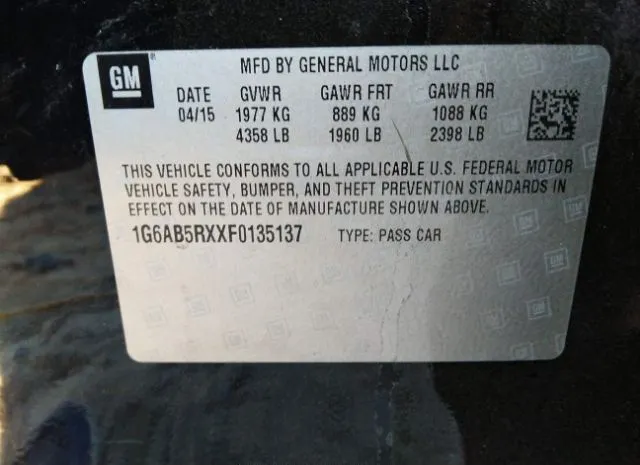 GM
MFD BY GENERAL MOTORS LLC
DATE GVWR GAWR FRT GAWR RR
04/15 1977 KG 889 KG 1088 KG
4358 LB 1960 LB 2398 LB
THIS VEHICLE CONFORMS TO ALL APPLICABLE U.S. FEDERAL MOTOR
VEHICLE SAFETY, BUMPER, AND THEFT PREVENTION STANDARDS IN
EFFECT ON THE DATE OF MANUFACTURE SHOWN ABOVE.
1G6AB5RXXF0135137 TYPE: PASS CAR